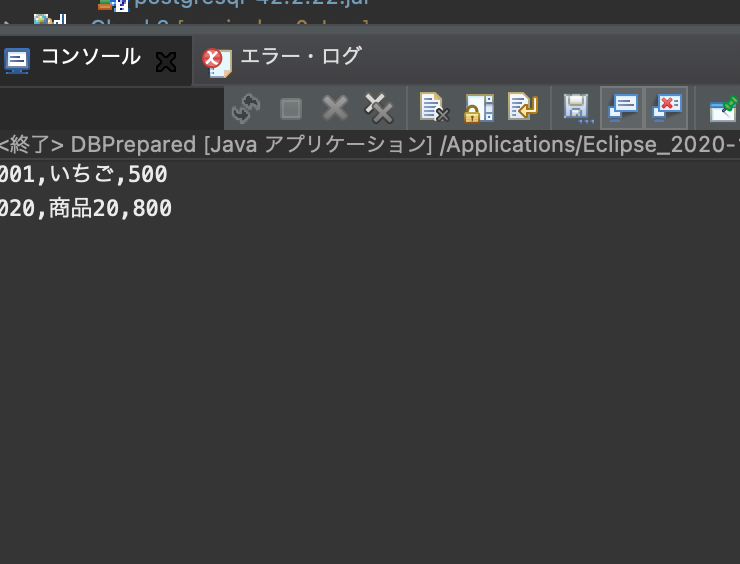 postgresql-42.2.22.jar
コンソール
エラー・ログ
<終了> DBPrepared [Java アプリケーション] /Applications/Eclipse_2020-
001,いちご,500
020,商品20,800